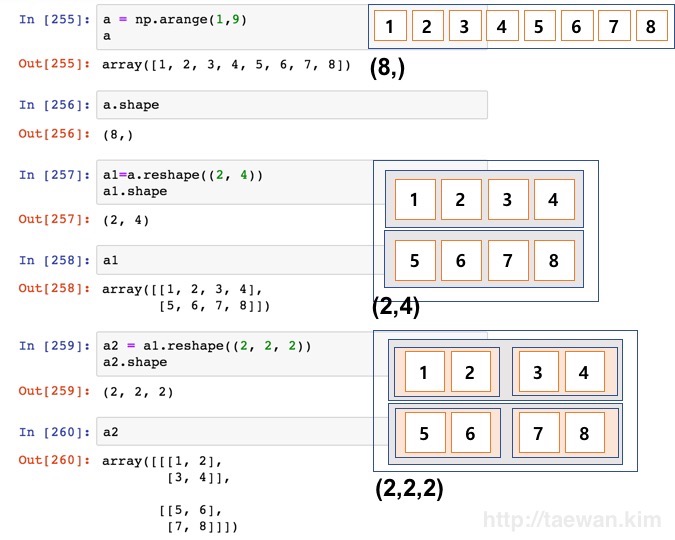 In [255]: a = np.arange(1,9)
a
1 2 3 4 5 6 7 8
Out[255]: array([1, 2, 3, 4, 5, 6, 7, 8])
(8,)
In [256]: a.shape
Out[256]: (8,)
In [257]: a1=a.reshape((2, 4))
a1.shape
Out[257]: (2, 4)
1 2 3 4
5 6 7 8
(2,4)
In [258]: a1
Out[258]: array([[1, 2, 3, 4],
[5, 6, 7, 8]])
In [259]: a2 = a1.reshape((2, 2, 2))
a2.shape
Out[259]: (2, 2, 2)
1 2 3 4
5 6 7 8
(2,2,2)
In [260]: a2
Out[260]: array([[[1, 2],
[3, 4]],
[[5, 6],
[7, 8]]])
http://taewan.kim